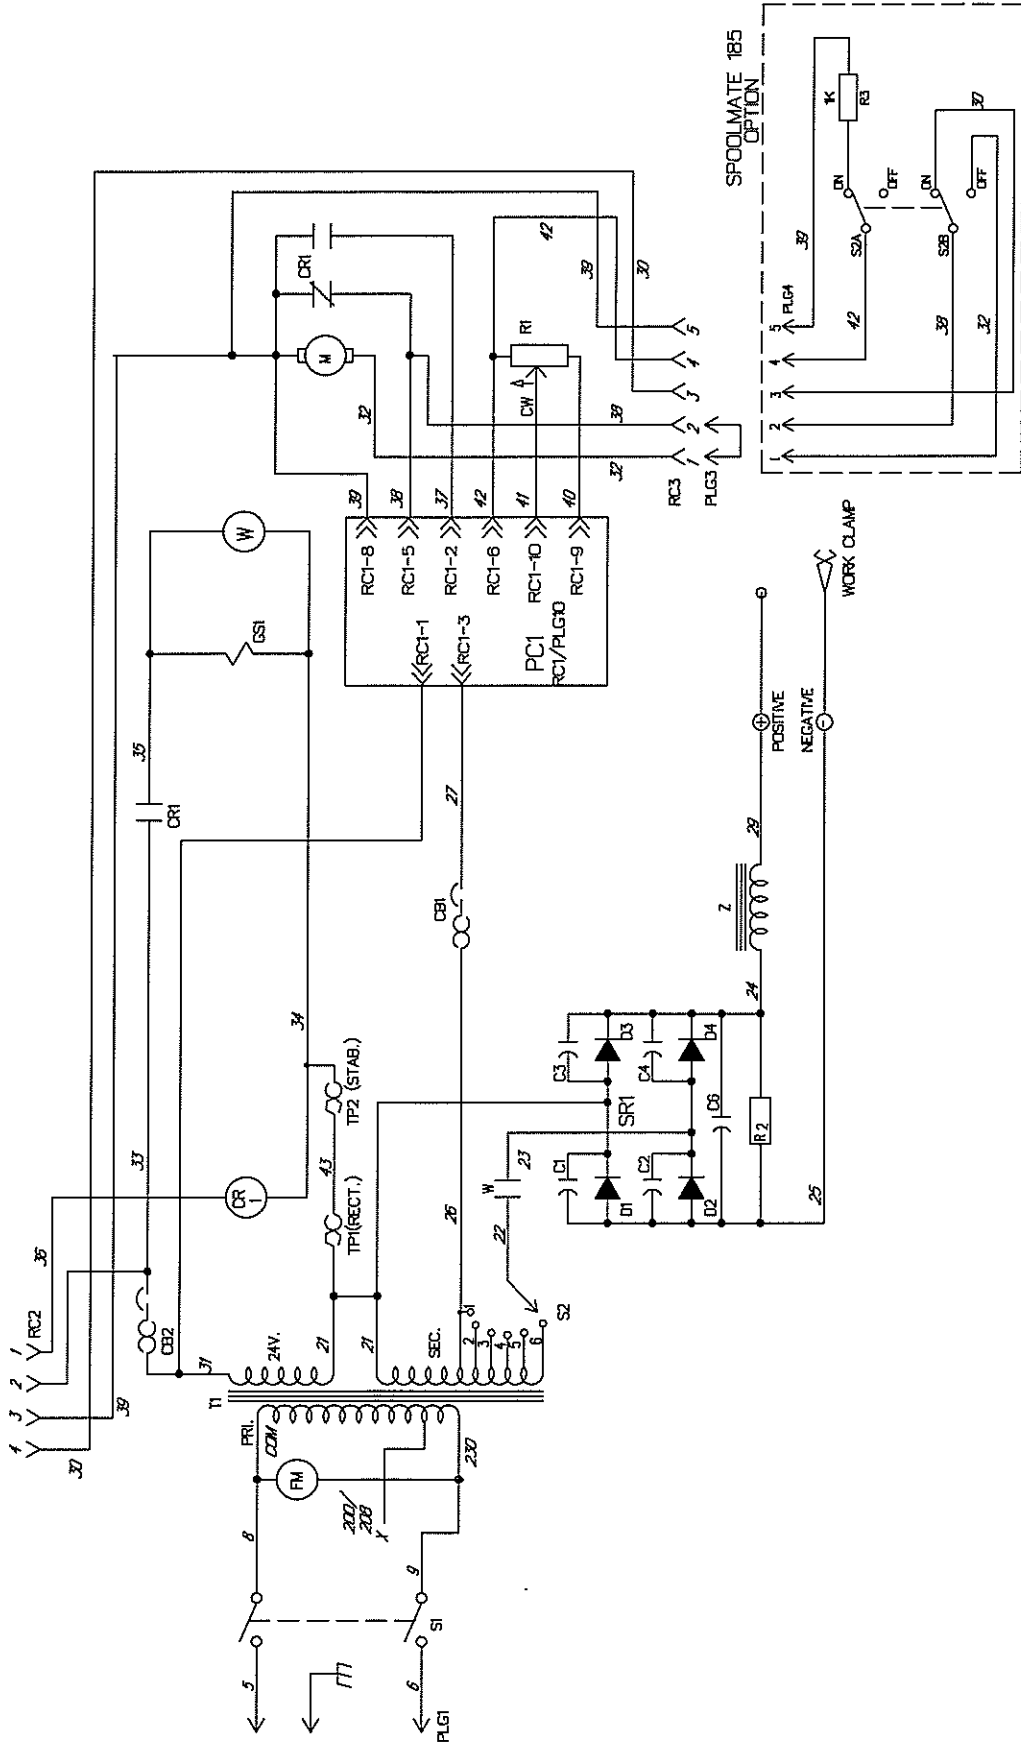 SPOOLMATE 185
OPTION
39
1K
R3
ON
OFF
S2A
ON
OFF
S2B
30
PLG4
42
38
32
5
4
3
2
1
42
39
30
5
4
3
2
1
38
32
RC3
PLG3
CR1
M
32
R1
CW
39
38
37
42
41
40
RC1-8
RC1-5
RC1-2
RC1-6
RC1-10
RC1-9
RC1-1
RC1-3
PC1
RC1/PLG10
W
GS1
35
CR1
34
33
27
CB1
26
TP2 (STAB.)
43
TP1(RECT.)
CR
1
36
RC2
1
2
3
4
30
39
CB2
31
24V.
21
21
SEC.
T1
PRI.
COM
230
200/
208
X
FM
8
9
S1
5
6
PLG1
1
2
3
4
5
6
S2
22
W
23
C1
D1
C2
D2
SR1
C3
D3
C4
D4
C6
R2
24
25
Z
29
POSITIVE
+
NEGATIVE
-
WORK CLAMP